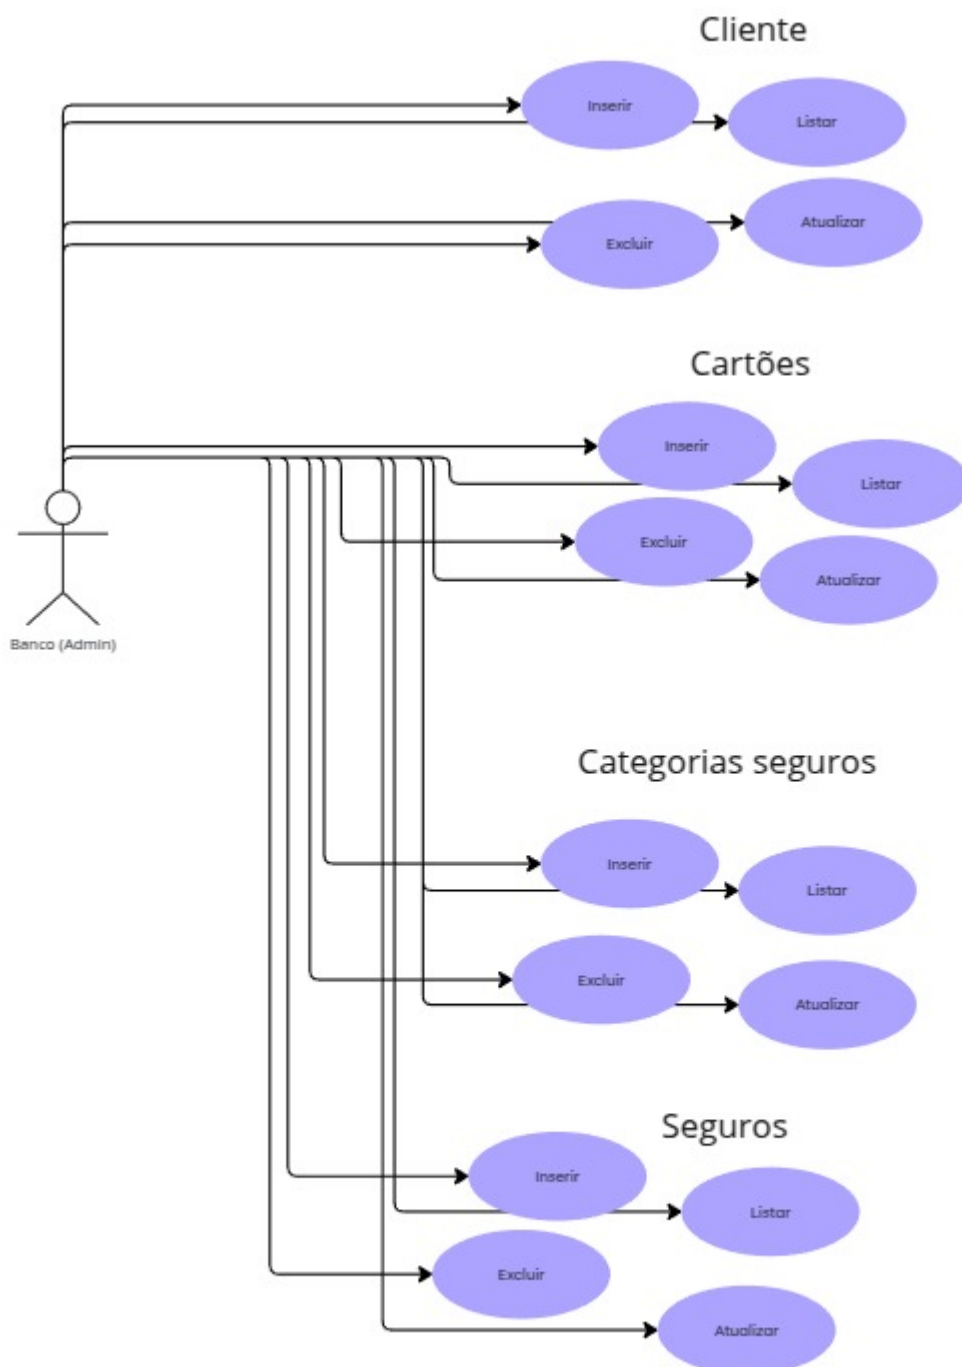 Cliente
Inserir
Listar
Atualizar
Excluir
Cartões
Inserir
Listar
Excluir
Atualizar
Banco (Admin)
Categorias seguros
Inserir
Listar
Excluir
Atualizar
Seguros
Inserir
Listar
Excluir
Atualizar